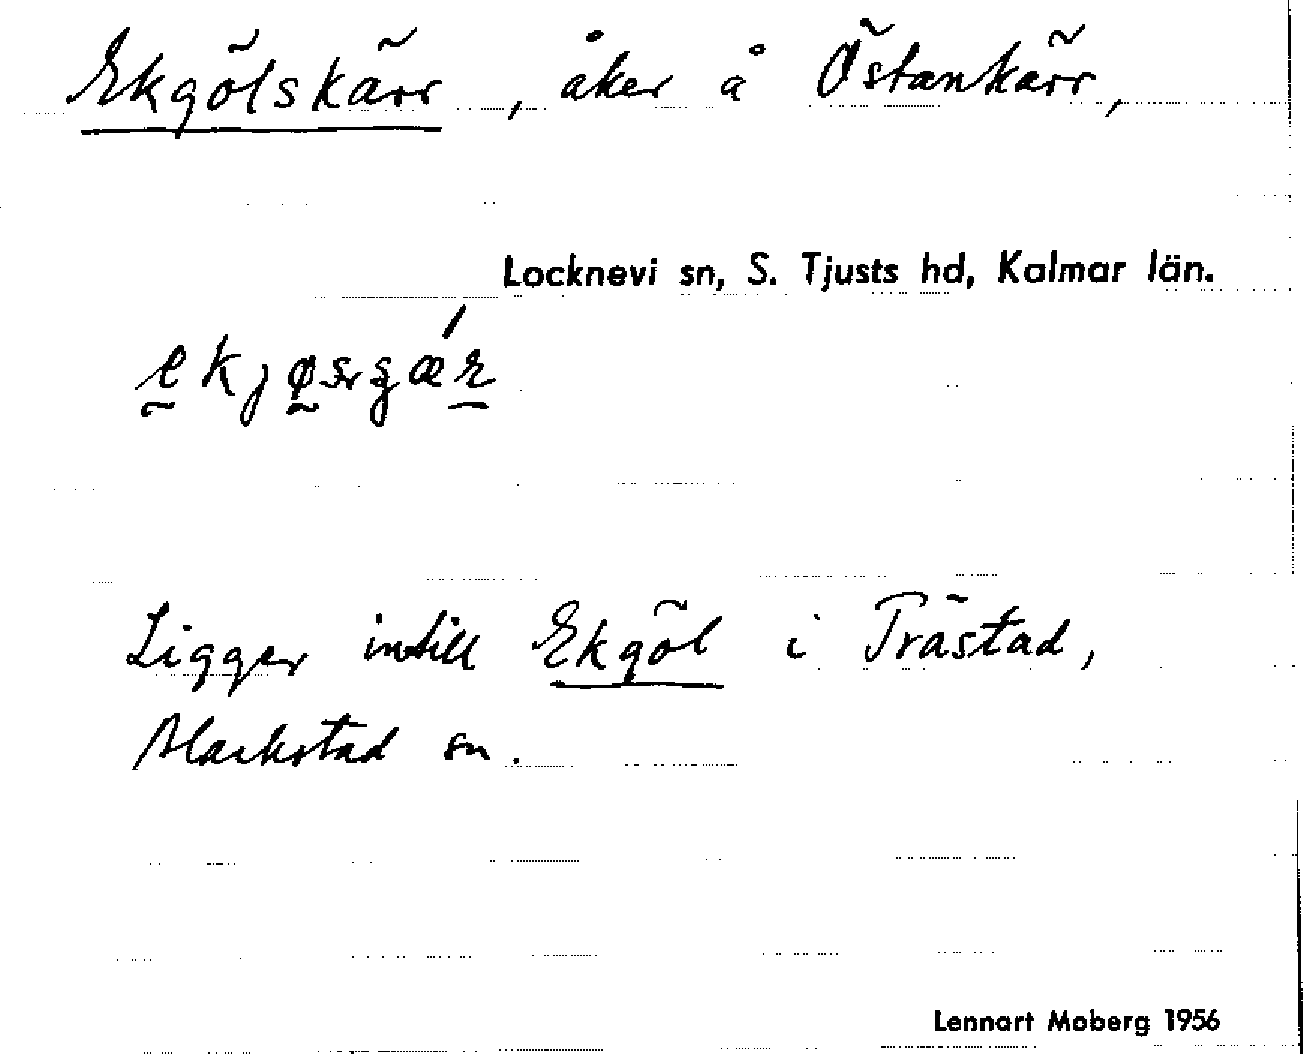 Ekgölskärr, åker å Östankärr,
Locknevi sn, S. Tjusts hd, Kalmar län.
Ligger intill Ekgöl i Trästad,
Blackstad sn.
Lennart Moberg 1956